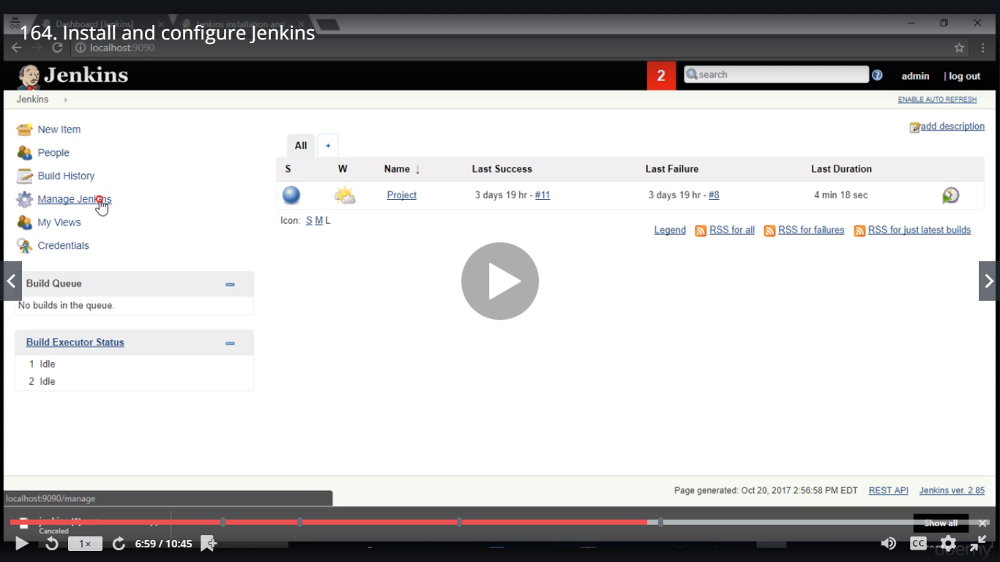 Dashboard [Jenkins]
Jenkins installation and
164. Install and configure Jenkins
localhost:9090
Jenkins
2
search
admin
| log out
Jenkins
ENABLE AUTO REFRESH
New Item
People
Build History
Manage Jenkins
My Views
Credentials
add description
All
+
S W Name ↓ Last Success Last Failure Last Duration
Project 3 days 19 hr - #11 3 days 19 hr - #8 4 min 18 sec
Icon: S M L
Legend RSS for all RSS for failures RSS for just latest builds
Build Queue
No builds in the queue.
Build Executor Status
1 Idle
2 Idle
Page generated: Oct 20, 2017 2:56:58 PM EDT REST API Jenkins ver. 2.85
localhost:9090/manage
Canceled
Show all
1×
6:59 / 10:45
CC
udemy